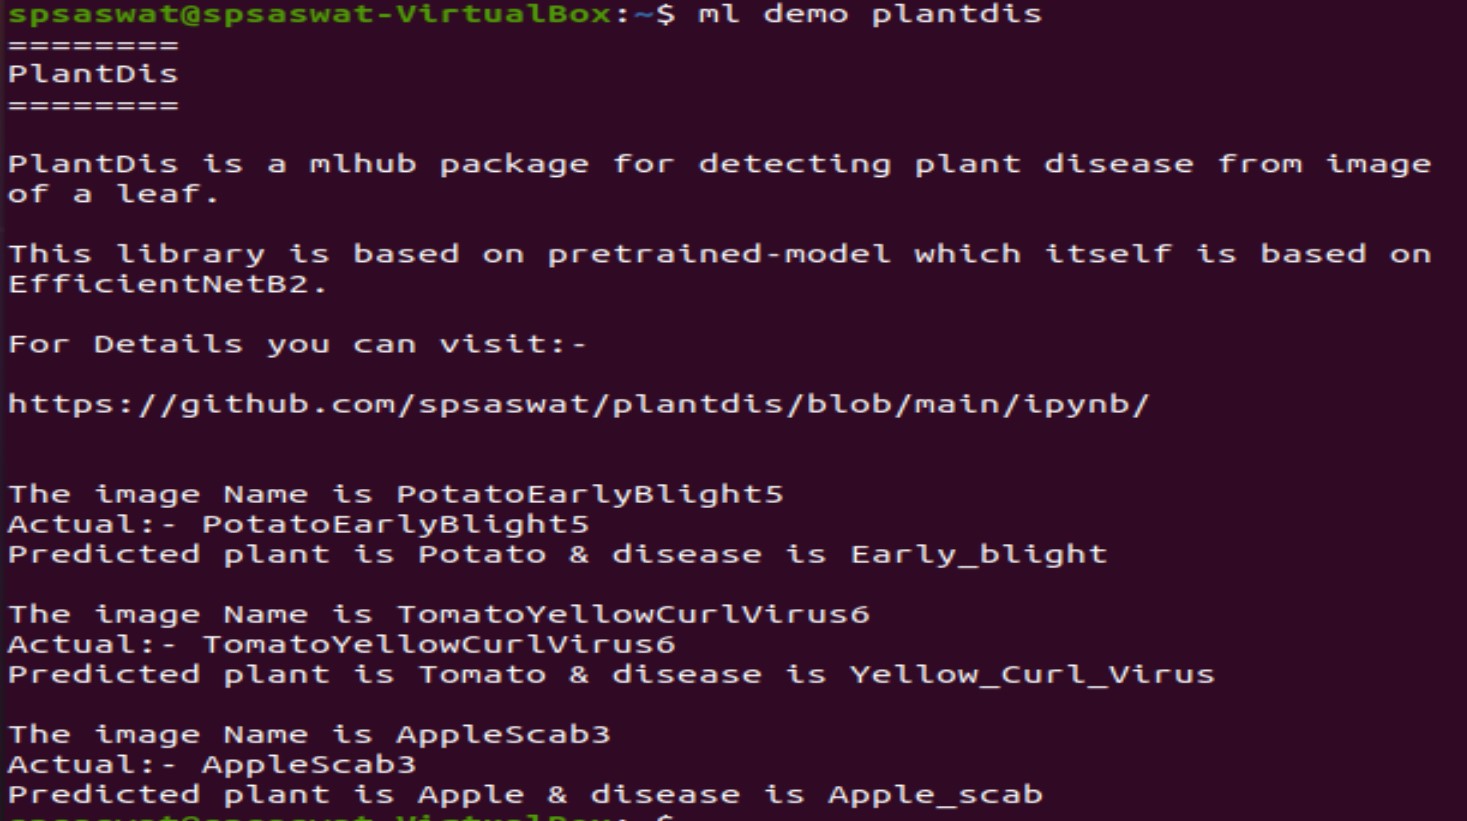 spsaswat@spsaswat-VirtualBox:~$ ml demo plantdis
========
PlantDis
========
PlantDis is a mlhub package for detecting plant disease from image
of a leaf.
This library is based on pretrained-model which itself is based on
EfficientNetB2.
For Details you can visit:-
https://github.com/spsaswat/plantdis/blob/main/ipynb/
The image Name is PotatoEarlyBlight5
Actual:- PotatoEarlyBlight5
Predicted plant is Potato & disease is Early_blight
The image Name is TomatoYellowCurlVirus6
Actual:- TomatoYellowCurlVirus6
Predicted plant is Tomato & disease is Yellow_Curl_Virus
The image Name is AppleScab3
Actual:- AppleScab3
Predicted plant is Apple & disease is Apple_scab